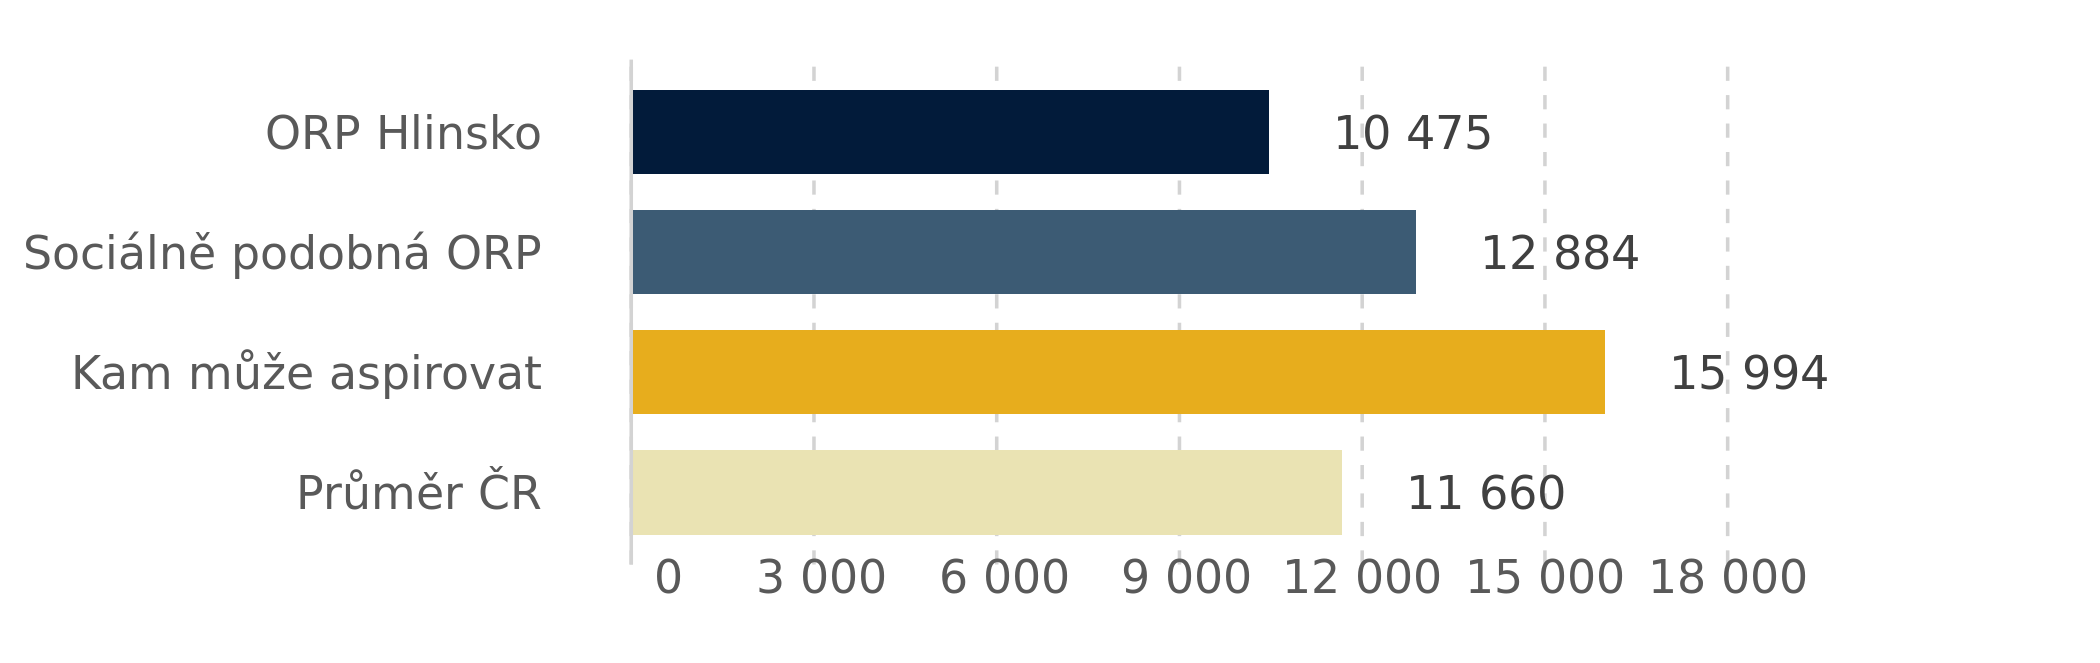 ORP Hlinsko 10 475
Sociálně podobná ORP 12 884
Kam může aspirovat 15 994
Průměr ČR 11 660
0 3 000 6 000 9 000 12 000 15 000 18 000